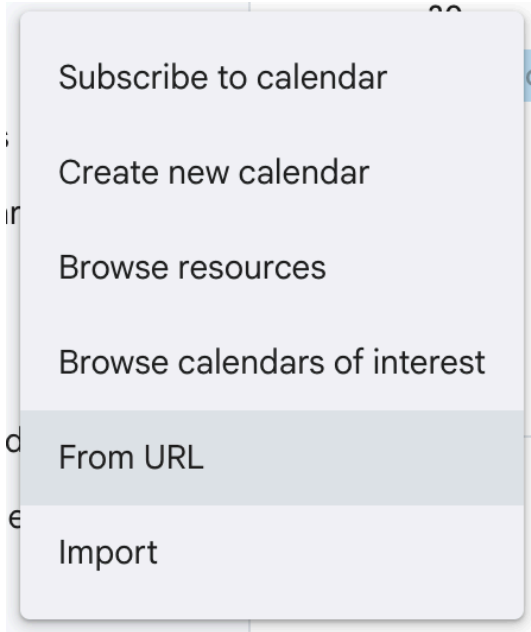 Subscribe to calendar
Create new calendar
Browse resources
Browse calendars of interest
From URL
Import